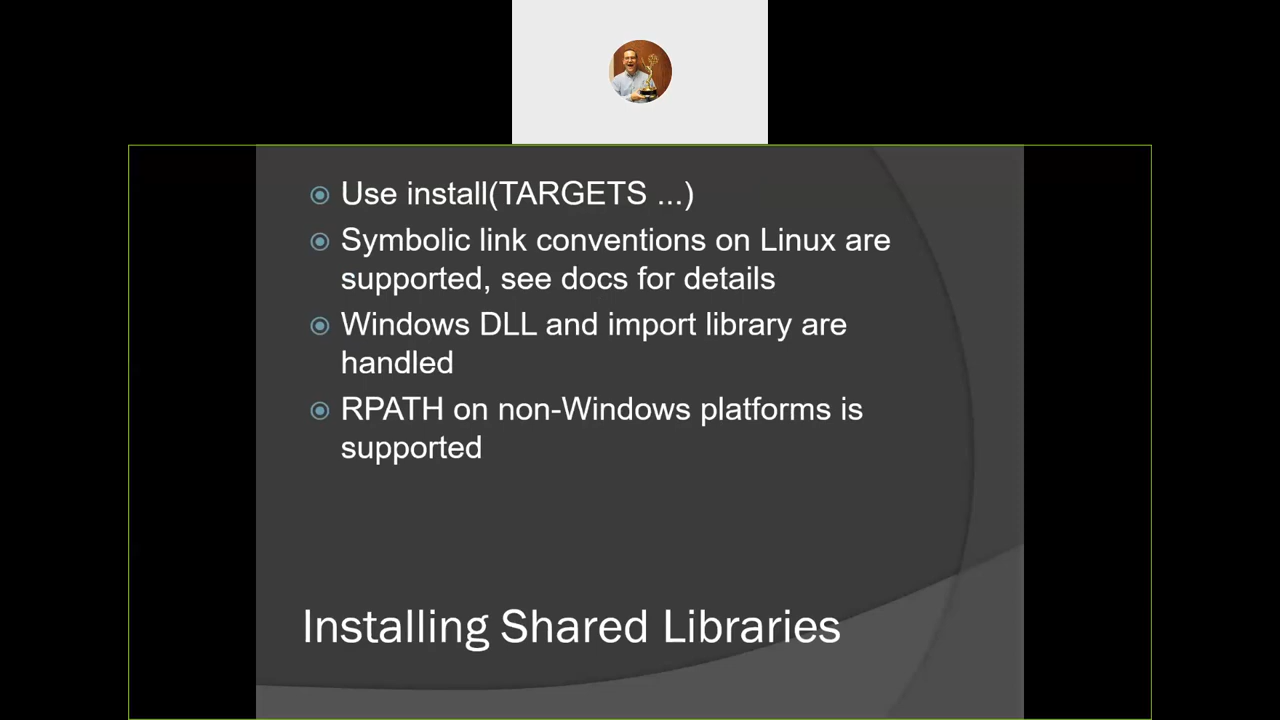 Use install(TARGETS ...)
Symbolic link conventions on Linux are
supported, see docs for details
Windows DLL and import library are
handled
RPATH on non-Windows platforms is
supported
Installing Shared Libraries